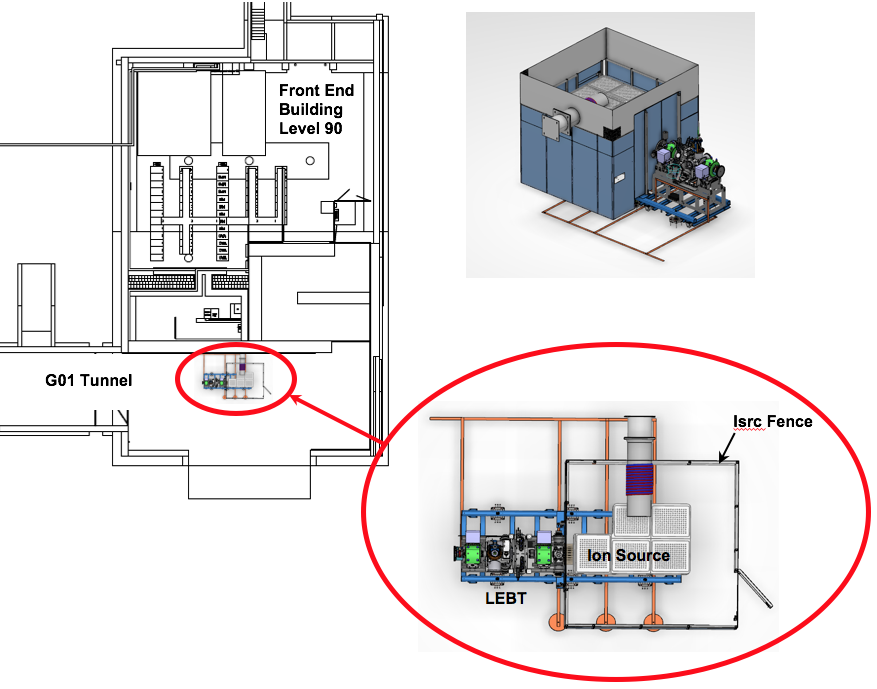 Front End
Building
Level 90
G01 Tunnel
Isrc Fence
Ion Source
LEBT